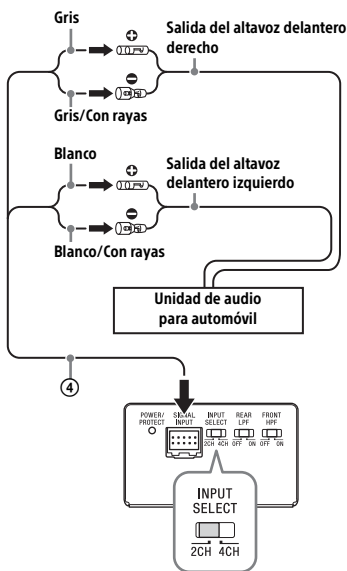 Gris
Salida del altavoz delantero
derecho
Gris/Con rayas
Blanco
Salida del altavoz
delantero izquierdo
Blanco/Con rayas
Unidad de audio
para automóvil
④
POWER/
PROTECT
SIGNAL
INPUT
INPUT
SELECT
2CH 4CH
REAR
LPF
OFF ON
FRONT
HPF
OFF ON
INPUT
SELECT
2CH 4CH